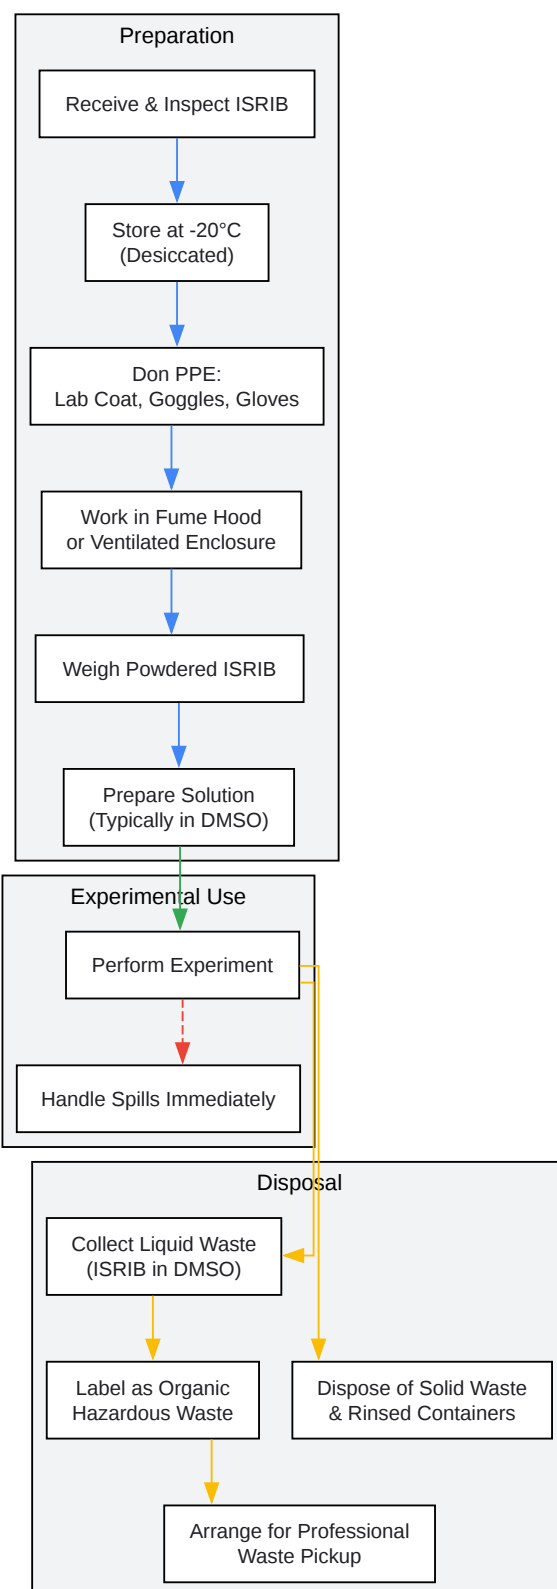 Preparation
Receive & Inspect ISRIB
Store at -20°C
(Desiccated)
Don PPE:
Lab Coat, Goggles, Gloves
Work in Fume Hood
or Ventilated Enclosure
Weigh Powdered ISRIB
Prepare Solution
(Typically in DMSO)
Experimental Use
Perform Experiment
Handle Spills Immediately
Disposal
Collect Liquid Waste
(ISRIB in DMSO)
Label as Organic
Hazardous Waste
Dispose of Solid Waste
& Rinsed Containers
Arrange for Professional
Waste Pickup